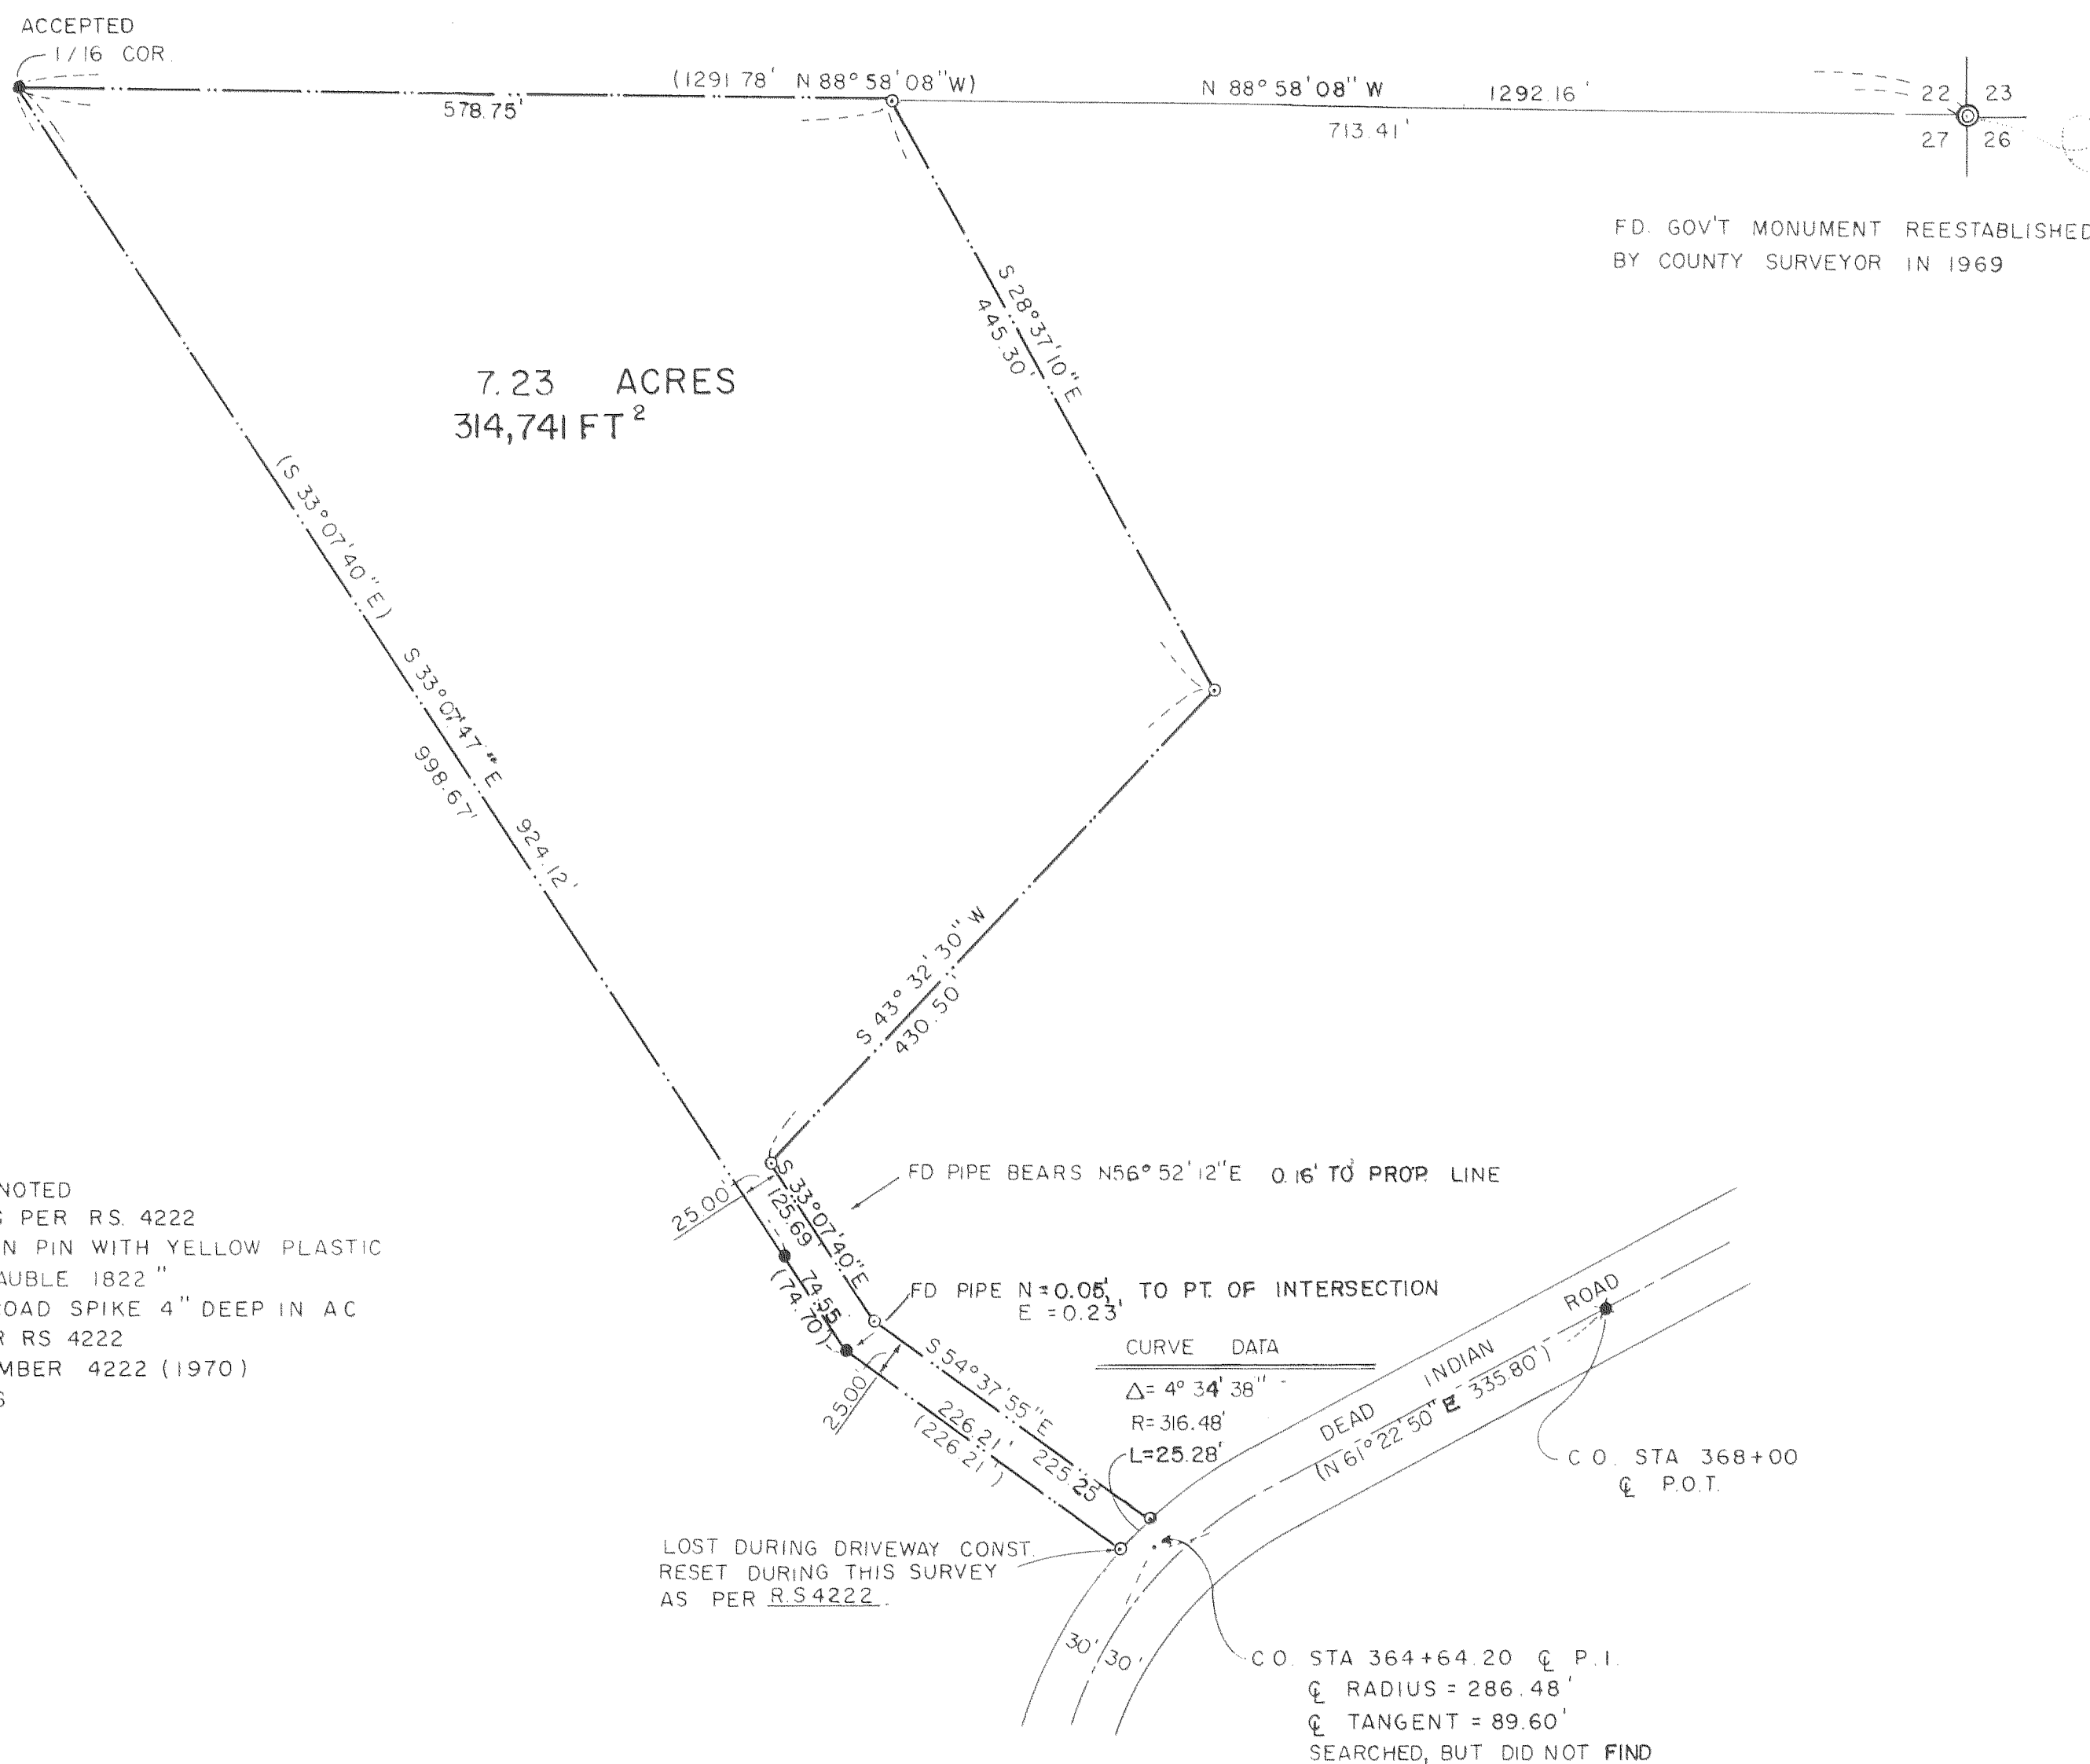 ACCEPTED
1/16 COR.
(1291.78' N 88°58'08"W)
578.75'
N 88°58'08" W 1292.16'
713.41'
22 23
27 26
FD. GOV'T MONUMENT REESTABLISHED
BY COUNTY SURVEYOR IN 1969
S 28°37'10"E
445.30'
7.23 ACRES
314,741 FT²
(S 33°07'40"E)
S 33°07'47"E 924.12'
998.67'
S 43°32'30"W
430.50'
NOTED
PER RS. 4222
N PIN WITH YELLOW PLASTIC
AUBLE 1822"
OAD SPIKE 4" DEEP IN AC
R RS 4222
MBER 4222 (1970)
S
FD PIPE BEARS N56°52'12"E 0.16' TO PROP. LINE
25.00'
S 33°07'40"E
125.69'
74.55
(74.70')
FD PIPE N=0.05', TO PT. OF INTERSECTION
E=0.23'
25.00'
S 54°37'55"E
226.21' 225.25
(226.21')
CURVE DATA
Δ= 4°34'38"
R=316.48'
L=25.28'
DEAD INDIAN ROAD
(N 61°22'50"E 335.80')
CO. STA 368+00
℄ P.O.T.
LOST DURING DRIVEWAY CONST.
RESET DURING THIS SURVEY
AS PER R.S 4222.
30' 30'
CO. STA 364+64.20 ℄ P.I.
℄ RADIUS = 286.48'
℄ TANGENT = 89.60'
SEARCHED, BUT DID NOT FIND